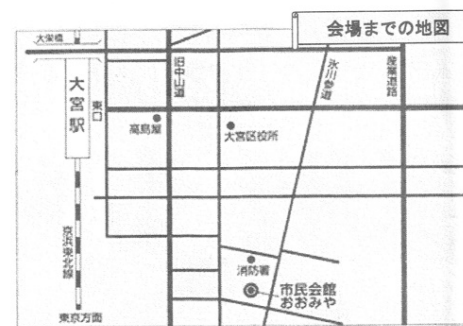 会場までの地図
大栄橋
大宮駅
東口
旧中山道
氷川参道
産業道路
高島屋
大宮区役所
京浜東北線
消防署
市民会館
おおみや
東京方面